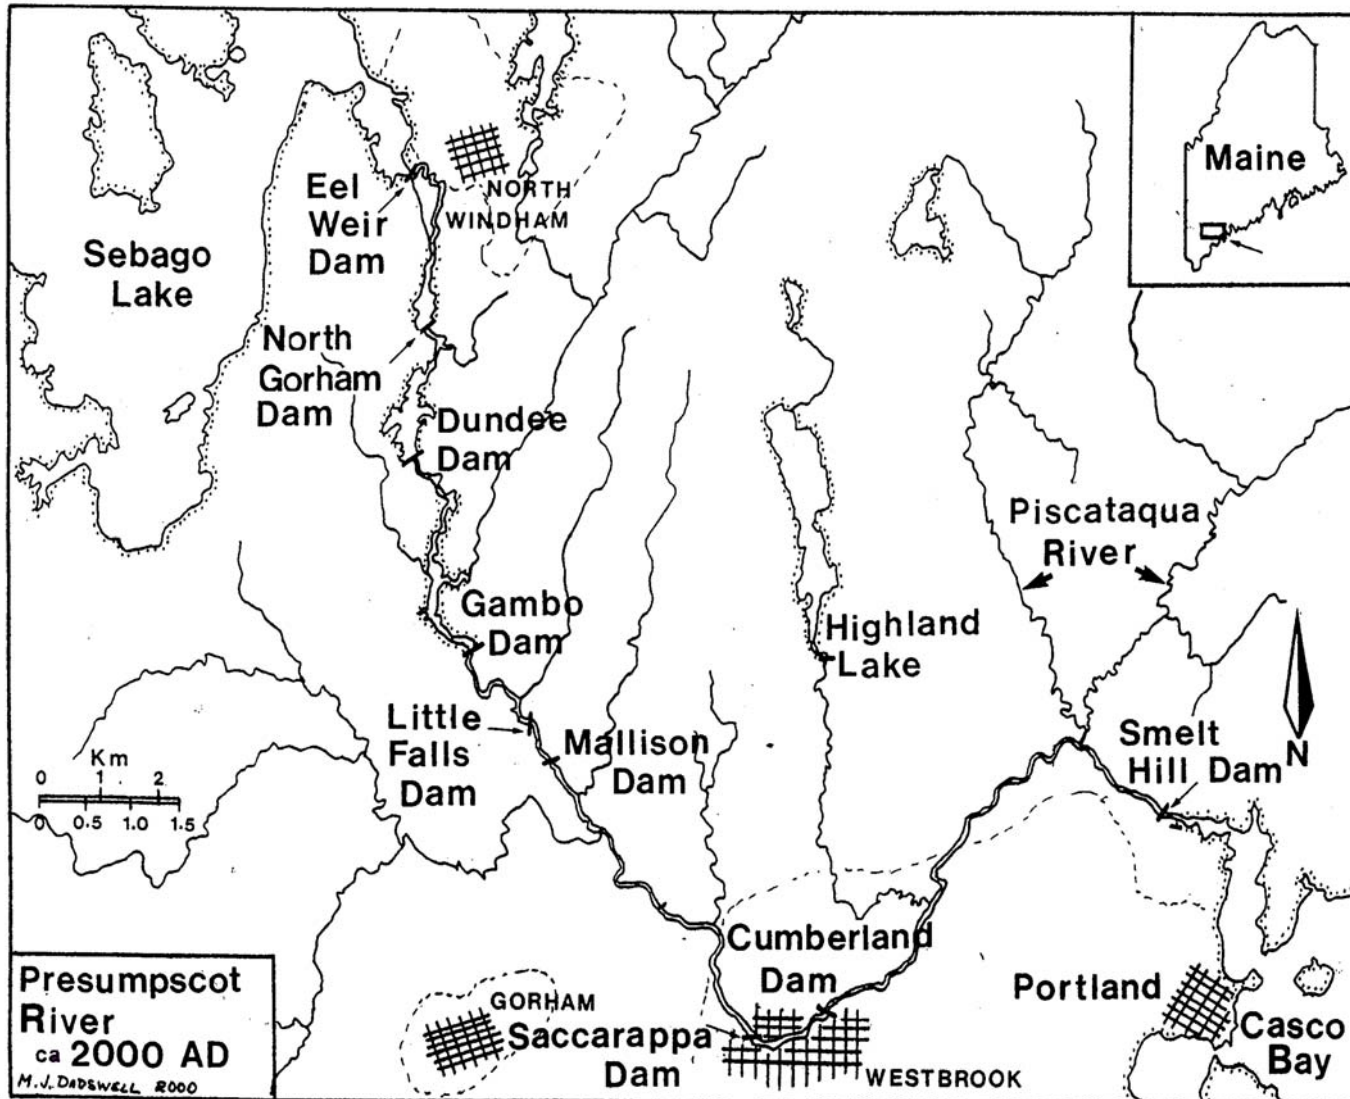 Maine
Eel
Weir
Dam
NORTH
WINDHAM
Sebago
Lake
North
Gorham
Dam
Dundee
Dam
Piscataqua
River
Gambo
Dam
Highland
Lake
Little
Falls
Dam
Mallison
Dam
Smelt
Hill Dam
N
Km
0 1 2
0 0.5 1.0 1.5
Cumberland
Dam
Presumpscot
River
ca 2000 AD
M.J. DADSWELL 2000
GORHAM
Saccarappa
Dam
WESTBROOK
Portland
Casco
Bay